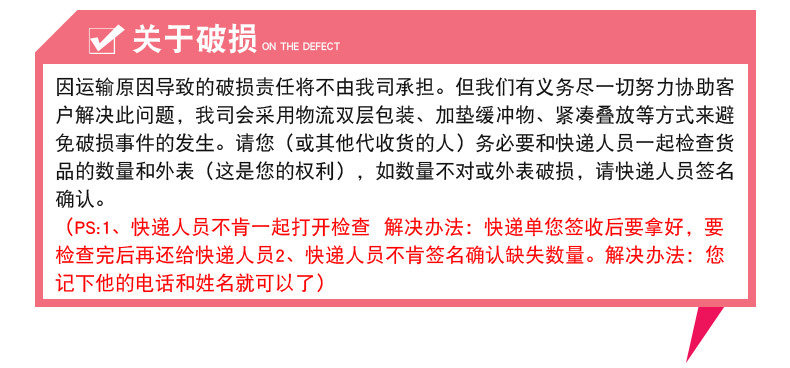 关于破损 ON THE DEFECT
因运输原因导致的破损责任将不由我司承担。但我们有义务尽一切努力协助客
户解决此问题，我司会采用物流双层包装、加垫缓冲物、紧凑叠放等方式来避
免破损事件的发生。请您（或其他代收货的人）务必要和快递人员一起检查货
品的数量和外表（这是您的权利），如数量不对或外表破损，请快递人员签名
确认。
（PS:1、快递人员不肯一起打开检查 解决办法：快递单您签收后要拿好，要
检查完后再还给快递人员2、快递人员不肯签名确认缺失数量。解决办法：您
记下他的电话和姓名就可以了）